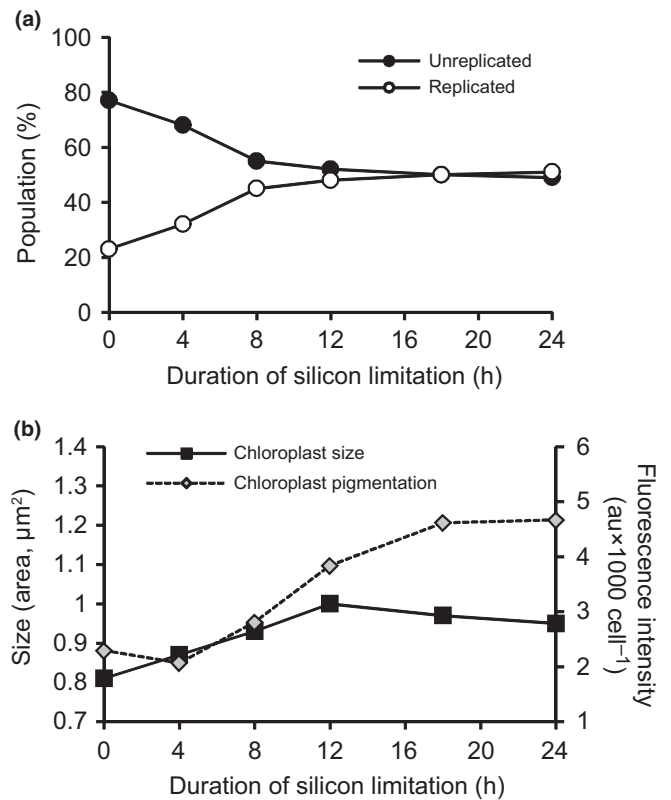 (a)
100
80
60
40
20
0
Population (%)
Unreplicated
Replicated
0 4 8 12 16 20 24
Duration of silicon limitation (h)
(b)
1.4
1.3
1.2
1.1
1
0.9
0.8
0.7
Size (area, µm²)
Chloroplast size
Chloroplast pigmentation
6
5
4
3
2
1
Fluorescence intensity
(au×1000 cell⁻¹)
0 4 8 12 16 20 24
Duration of silicon limitation (h)